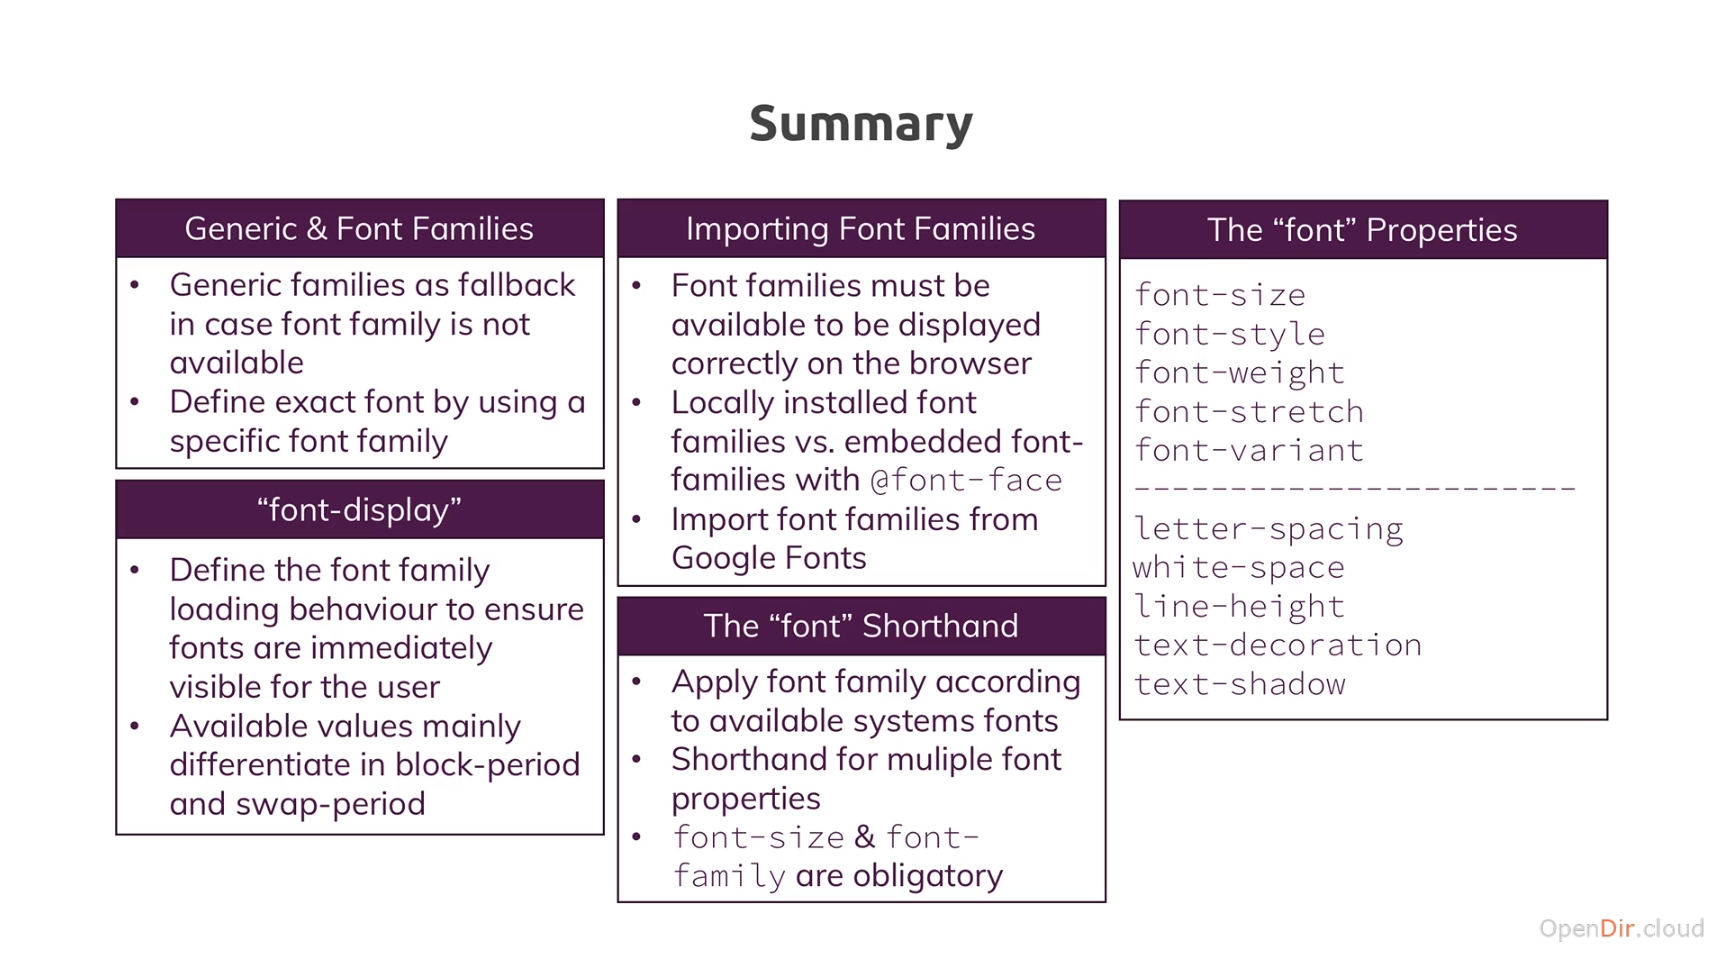 Summary
Generic & Font Families
• Generic families as fallback
in case font family is not
available
• Define exact font by using a
specific font family
“font-display”
• Define the font family
loading behaviour to ensure
fonts are immediately
visible for the user
• Available values mainly
differentiate in block-period
and swap-period
Importing Font Families
• Font families must be
available to be displayed
correctly on the browser
• Locally installed font
families vs. embedded font-
families with @font-face
• Import font families from
Google Fonts
The “font” Shorthand
• Apply font family according
to available systems fonts
• Shorthand for muliple font
properties
• font-size & font-
family are obligatory
The “font” Properties
font-size
font-style
font-weight
font-stretch
font-variant
-----------------------
letter-spacing
white-space
line-height
text-decoration
text-shadow
OpenDir.cloud